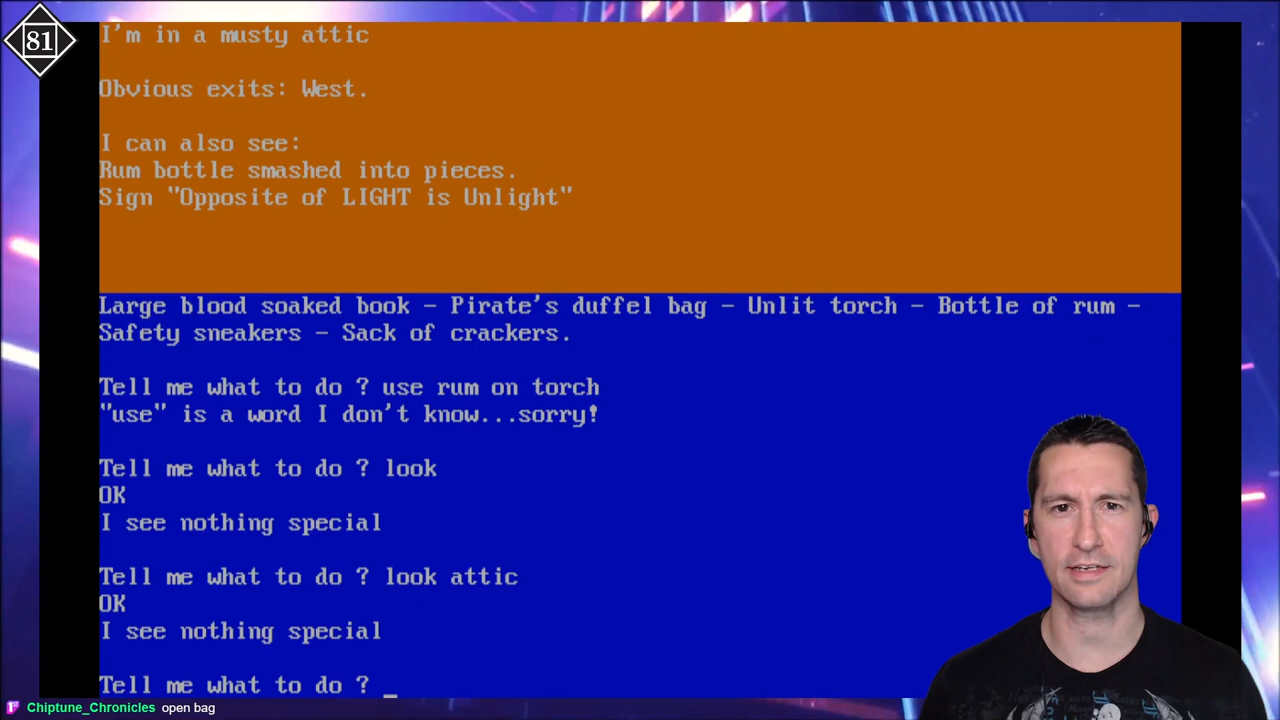 81
I'm in a musty attic
Obvious exits: West.
I can also see:
Rum bottle smashed into pieces.
Sign "Opposite of LIGHT is Unlight"
Large blood soaked book - Pirate's duffel bag - Unlit torch - Bottle of rum -
Safety sneakers - Sack of crackers.
Tell me what to do ? use rum on torch
"use" is a word I don't know...sorry!
Tell me what to do ? look
OK
I see nothing special
Tell me what to do ? look attic
OK
I see nothing special
Tell me what to do ? _
Chiptune_Chronicles open bag